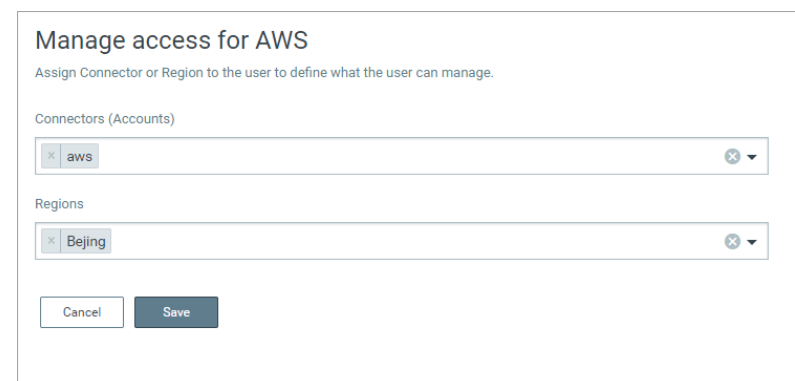 Manage access for AWS
Assign Connector or Region to the user to define what the user can manage.
Connectors (Accounts)
× aws
Regions
× Bejing
Cancel Save